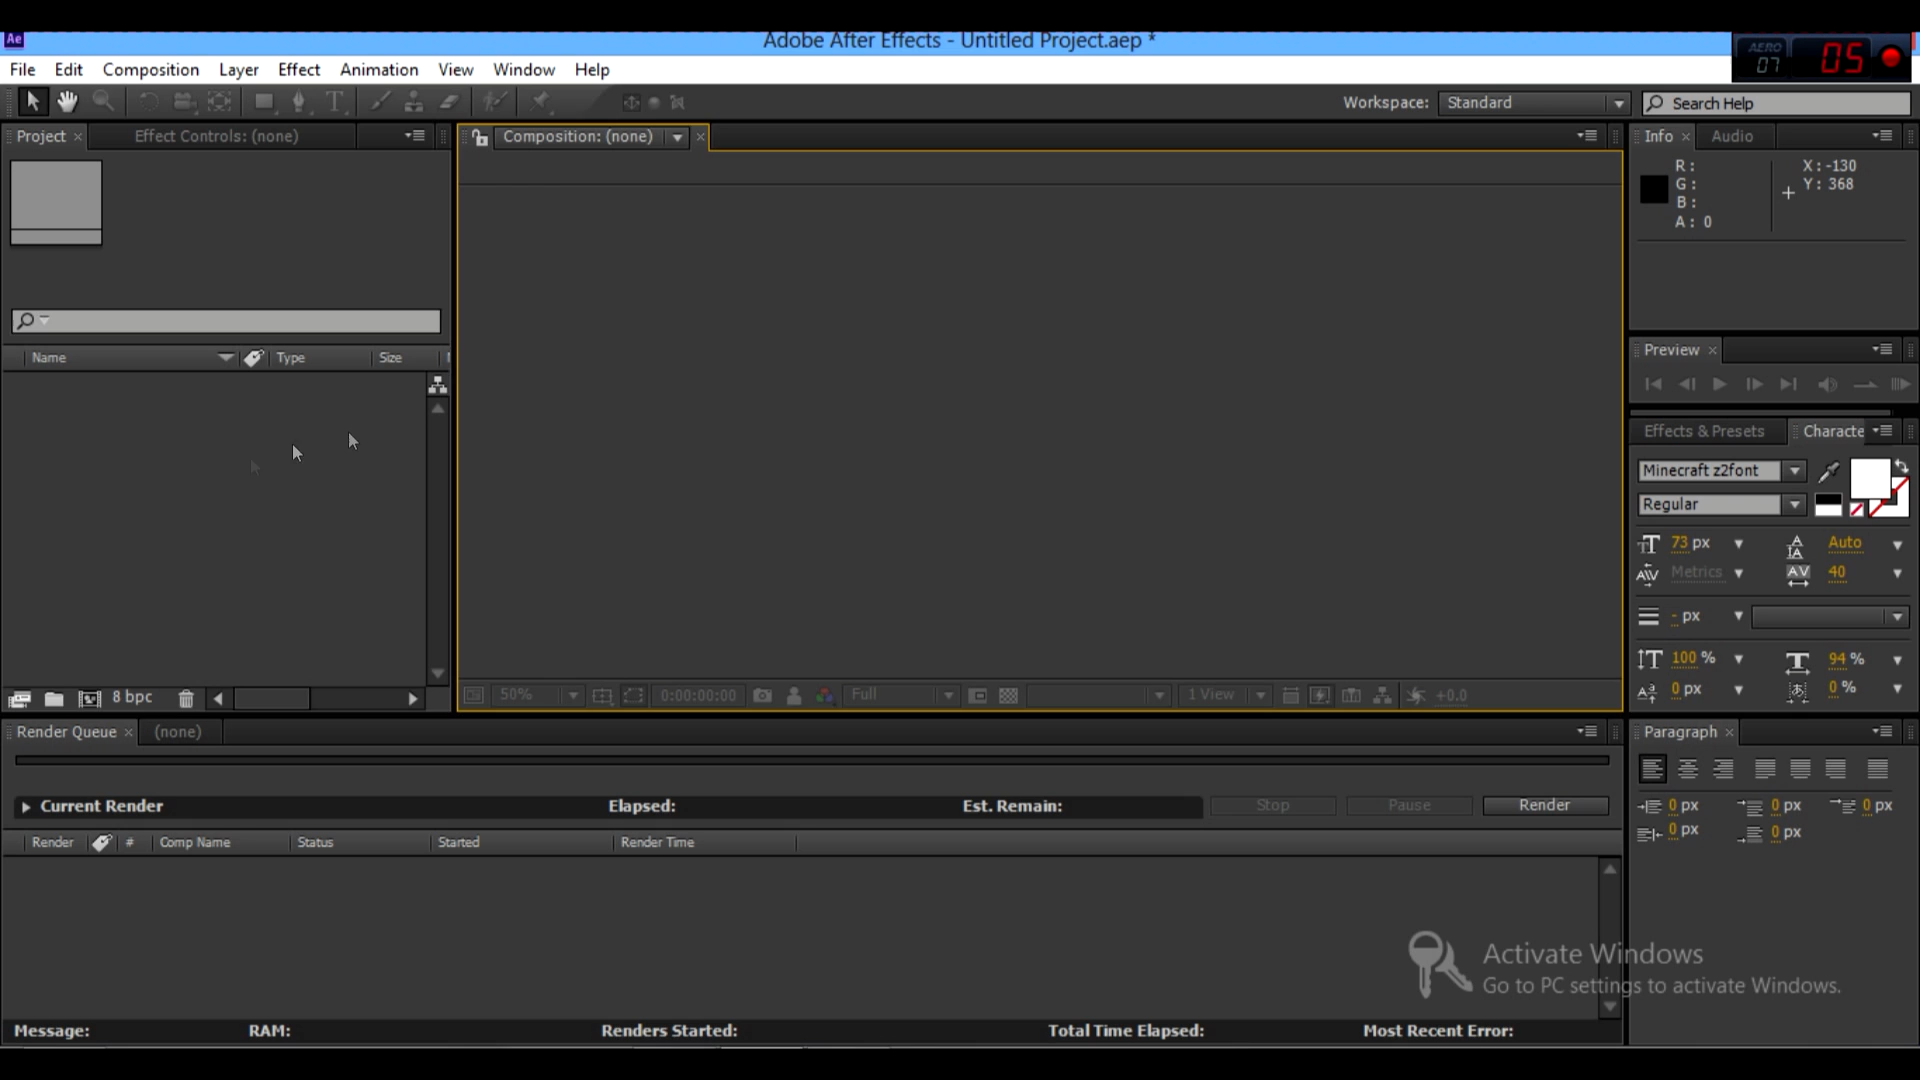 Ae
Adobe After Effects - Untitled Project.aep *
AERO
07
05
File Edit Composition Layer Effect Animation View Window Help
T
Workspace: Standard
Search Help
Project × Effect Controls: (none)
Composition: (none) ×
Info × Audio
R :
G :
B :
A : 0
X : -130
Y : 368
Name Type Size
Preview ×
Effects & Presets Characte
Minecraft z2font
Regular
73 px Auto
Metrics 40
- px
100 % 94 %
0 px 0 %
8 bpc
50% 0:00:00:00 Full 1 View +0.0
Render Queue × (none)
Paragraph ×
Current Render Elapsed: Est. Remain: Stop Pause Render
0 px 0 px 0 px
0 px 0 px
Render # Comp Name Status Started Render Time
Activate Windows
Go to PC settings to activate Windows.
Message: RAM: Renders Started: Total Time Elapsed: Most Recent Error: